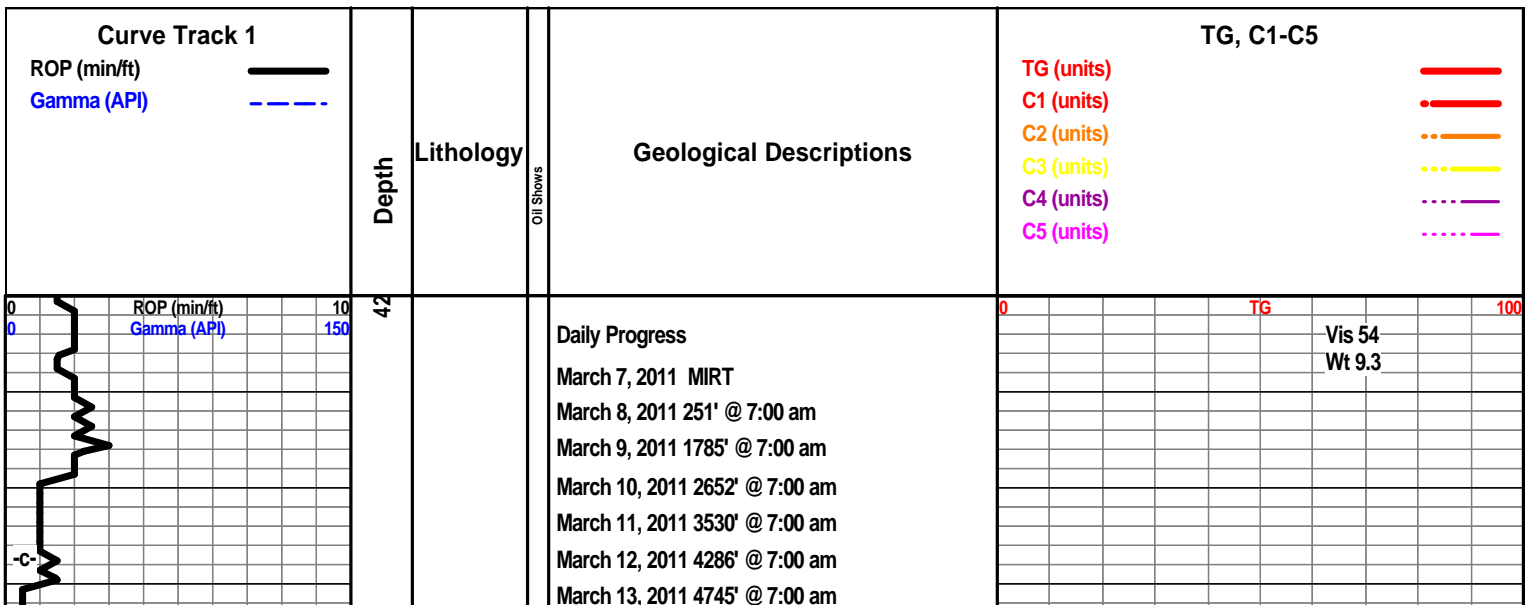 Curve Track 1
ROP (min/ft)
Gamma (API)
Depth
Lithology
Oil Shows
Geological Descriptions
TG, C1-C5
TG (units)
C1 (units)
C2 (units)
C3 (units)
C4 (units)
C5 (units)
0 ROP (min/ft) 10
0 Gamma (API) 150
42
0 TG 100
Vis 54
Wt 9.3
Daily Progress
March 7, 2011 MIRT
March 8, 2011 251' @ 7:00 am
March 9, 2011 1785' @ 7:00 am
March 10, 2011 2652' @ 7:00 am
March 11, 2011 3530' @ 7:00 am
March 12, 2011 4286' @ 7:00 am
March 13, 2011 4745' @ 7:00 am
-c-